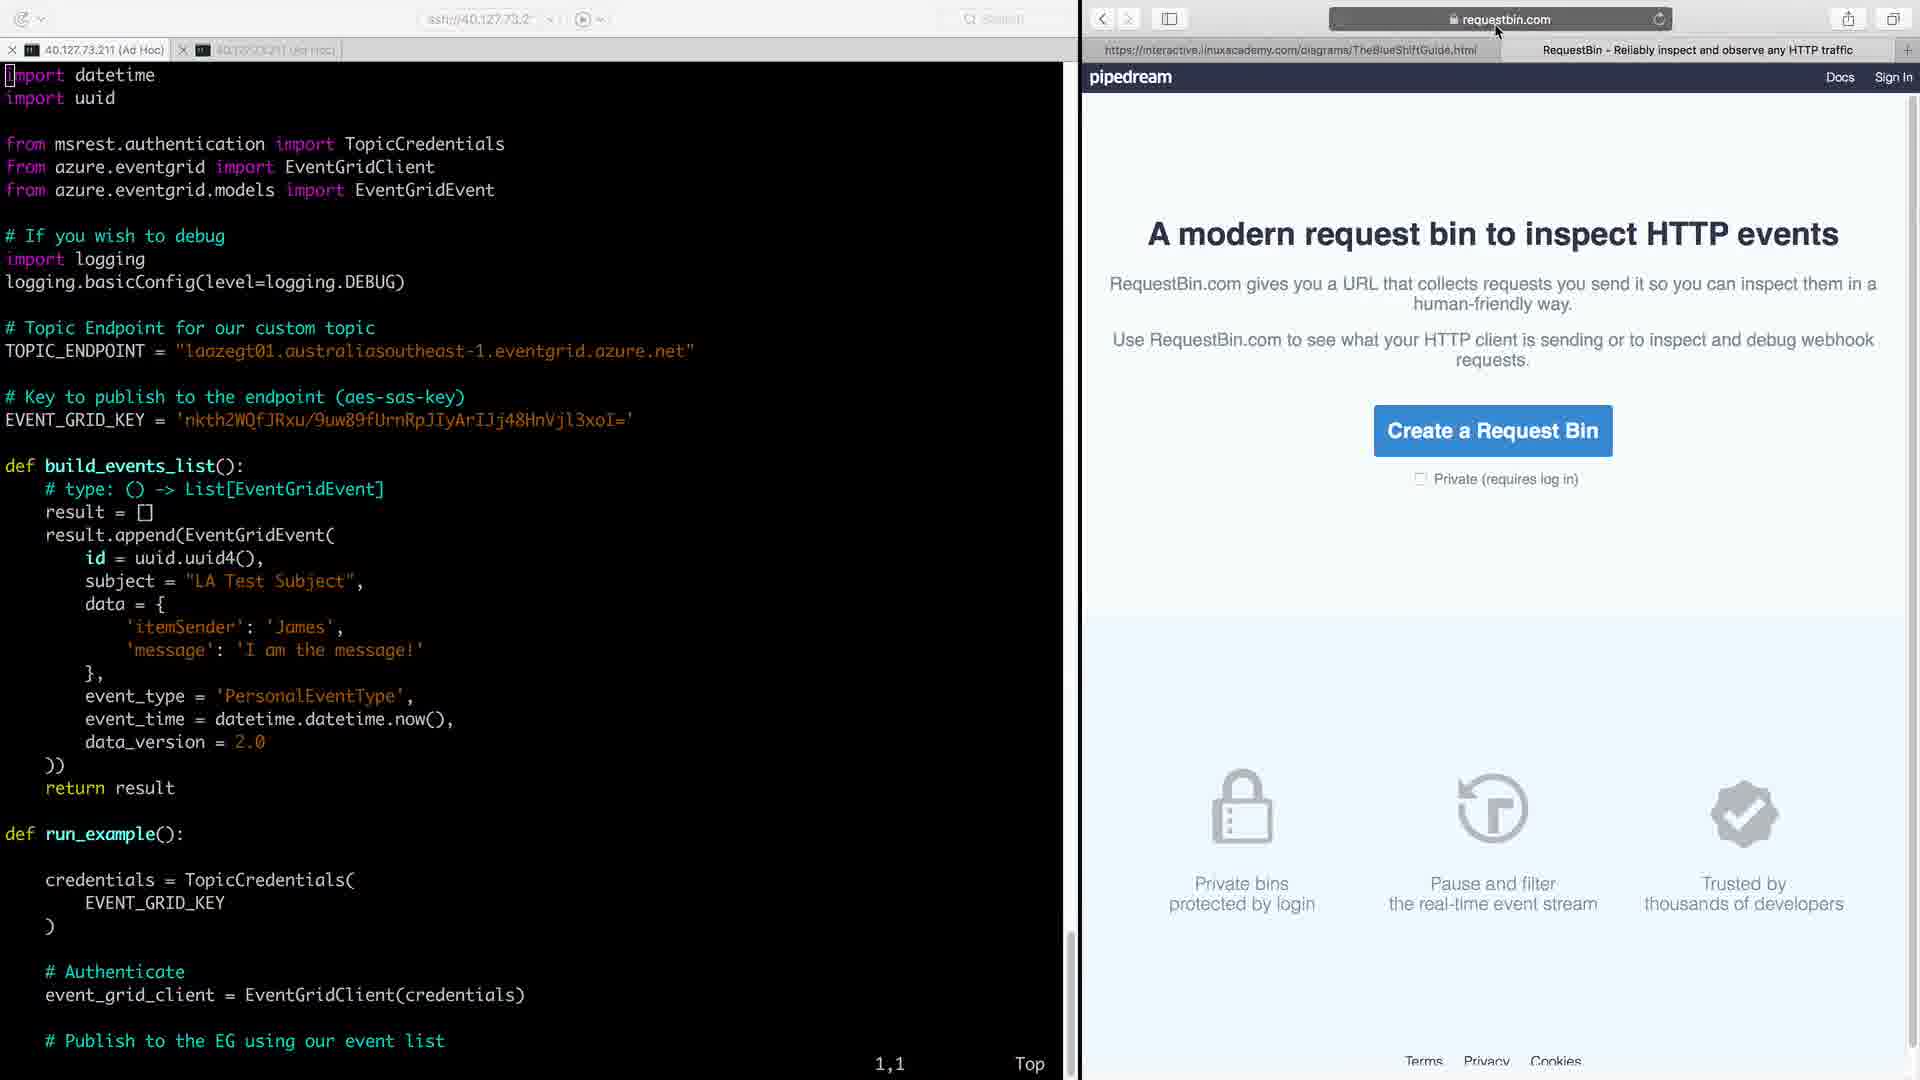 ssh://40.127.73.2
Search
40.127.73.211 (Ad Hoc)
40.127.73.211 (Ad Hoc)
import datetime
import uuid
from msrest.authentication import TopicCredentials
from azure.eventgrid import EventGridClient
from azure.eventgrid.models import EventGridEvent
# If you wish to debug
import logging
logging.basicConfig(level=logging.DEBUG)
# Topic Endpoint for our custom topic
TOPIC_ENDPOINT = "laazegt01.australiasoutheast-1.eventgrid.azure.net"
# Key to publish to the endpoint (aes-sas-key)
EVENT_GRID_KEY = 'nkth2WQfJRxu/9uw89fUrnRpJIyArIJj48HnVjl3xoI='
def build_events_list():
# type: () -> List[EventGridEvent]
result = []
result.append(EventGridEvent(
id = uuid.uuid4(),
subject = "LA Test Subject",
data = {
'itemSender': 'James',
'message': 'I am the message!'
},
event_type = 'PersonalEventType',
event_time = datetime.datetime.now(),
data_version = 2.0
))
return result
def run_example():
credentials = TopicCredentials(
EVENT_GRID_KEY
)
# Authenticate
event_grid_client = EventGridClient(credentials)
# Publish to the EG using our event list
1,1 Top
requestbin.com
https://interactive.linuxacademy.com/diagrams/TheBlueShiftGuide.html
RequestBin - Reliably inspect and observe any HTTP traffic
pipedream
Docs
Sign In
A modern request bin to inspect HTTP events
RequestBin.com gives you a URL that collects requests you send it so you can inspect them in a
human-friendly way.
Use RequestBin.com to see what your HTTP client is sending or to inspect and debug webhook
requests.
Create a Request Bin
Private (requires log in)
Private bins
protected by login
Pause and filter
the real-time event stream
Trusted by
thousands of developers
Terms Privacy Cookies